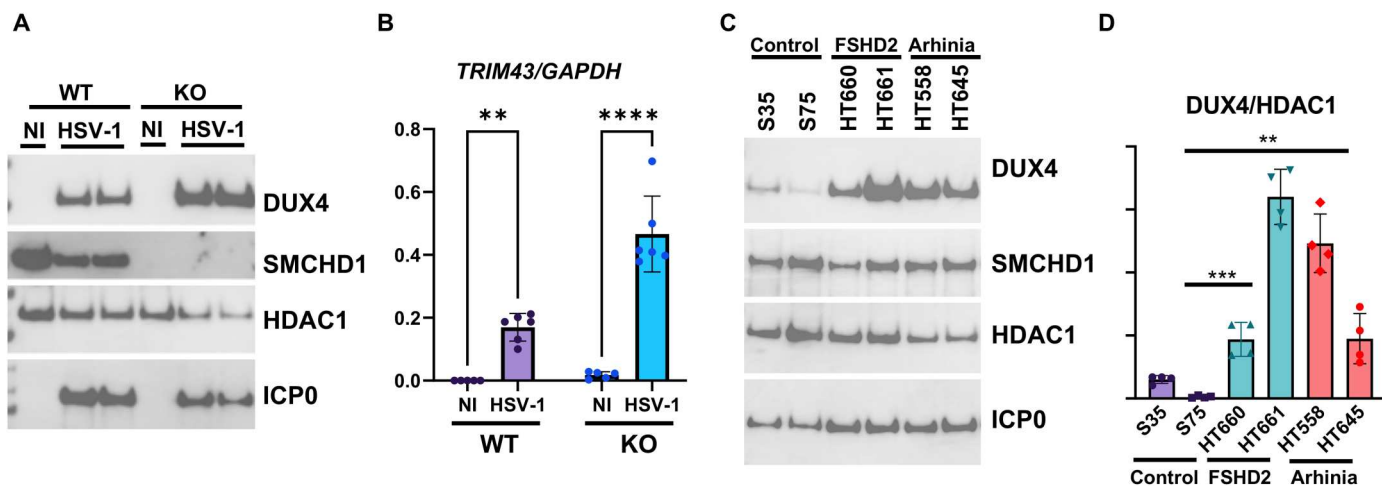 A
WT KO
NI HSV-1 NI HSV-1
DUX4
SMCHD1
HDAC1
ICP0
B
TRIM43/GAPDH
** ****
0.8
0.6
0.4
0.2
0.0
NI HSV-1 NI HSV-1
WT KO
C
Control FSHD2 Arhinia
S35 S75 HT660 HT661 HT558 HT645
DUX4
SMCHD1
HDAC1
ICP0
D
DUX4/HDAC1
**
***
S35 S75 HT660 HT661 HT558 HT645
Control FSHD2 Arhinia